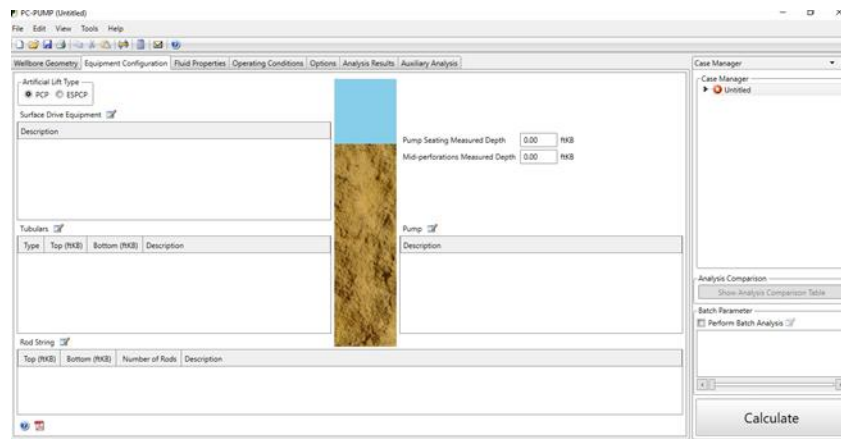 PC-PUMP (Untitled)
File Edit View Tools Help
Wellbore Geometry Equipment Configuration Fluid Properties Operating Conditions Options Analysis Results Auxiliary Analysis
Artificial Lift Type
PCP ESPCP
Surface Drive Equipment
Description
Pump Seating Measured Depth 0.00 ftKB
Mid-perforations Measured Depth 0.00 ftKB
Tubulars
Type Top (ftKB) Bottom (ftKB) Description
Pump
Description
Rod String
Top (ftKB) Bottom (ftKB) Number of Rods Description
Case Manager
Case Manager
Untitled
Analysis Comparison
Show Analysis Comparison Table
Batch Parameter
Perform Batch Analysis
Calculate